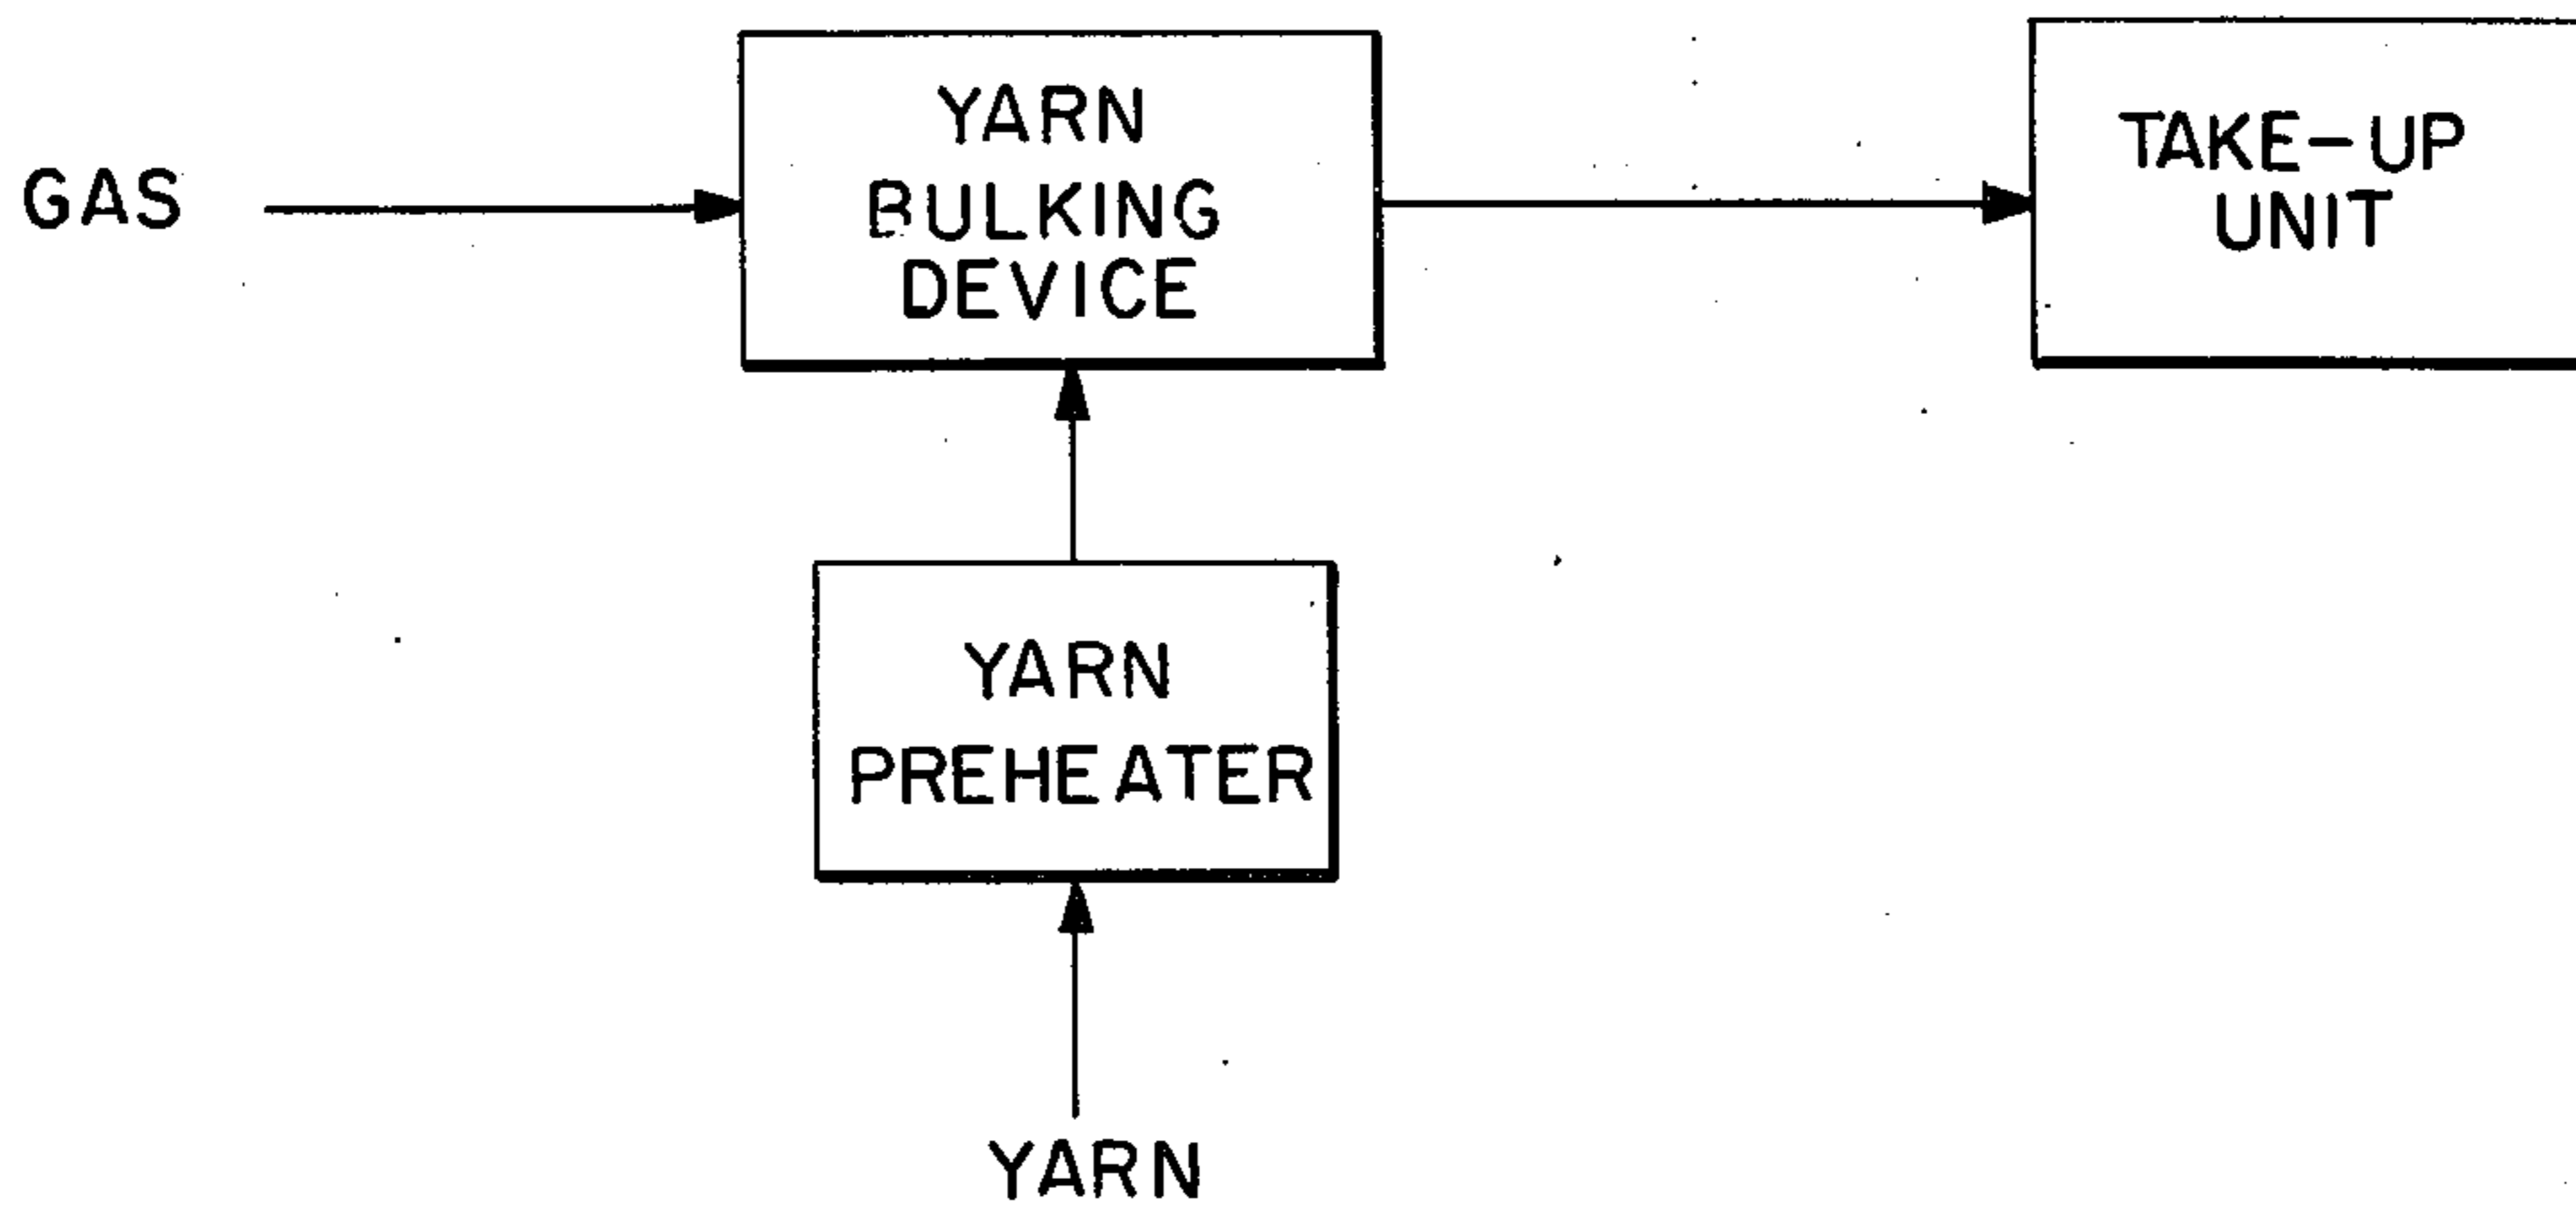 GAS
YARN
BULKING
DEVICE
TAKE-UP
UNIT
YARN
PREHEATER
YARN